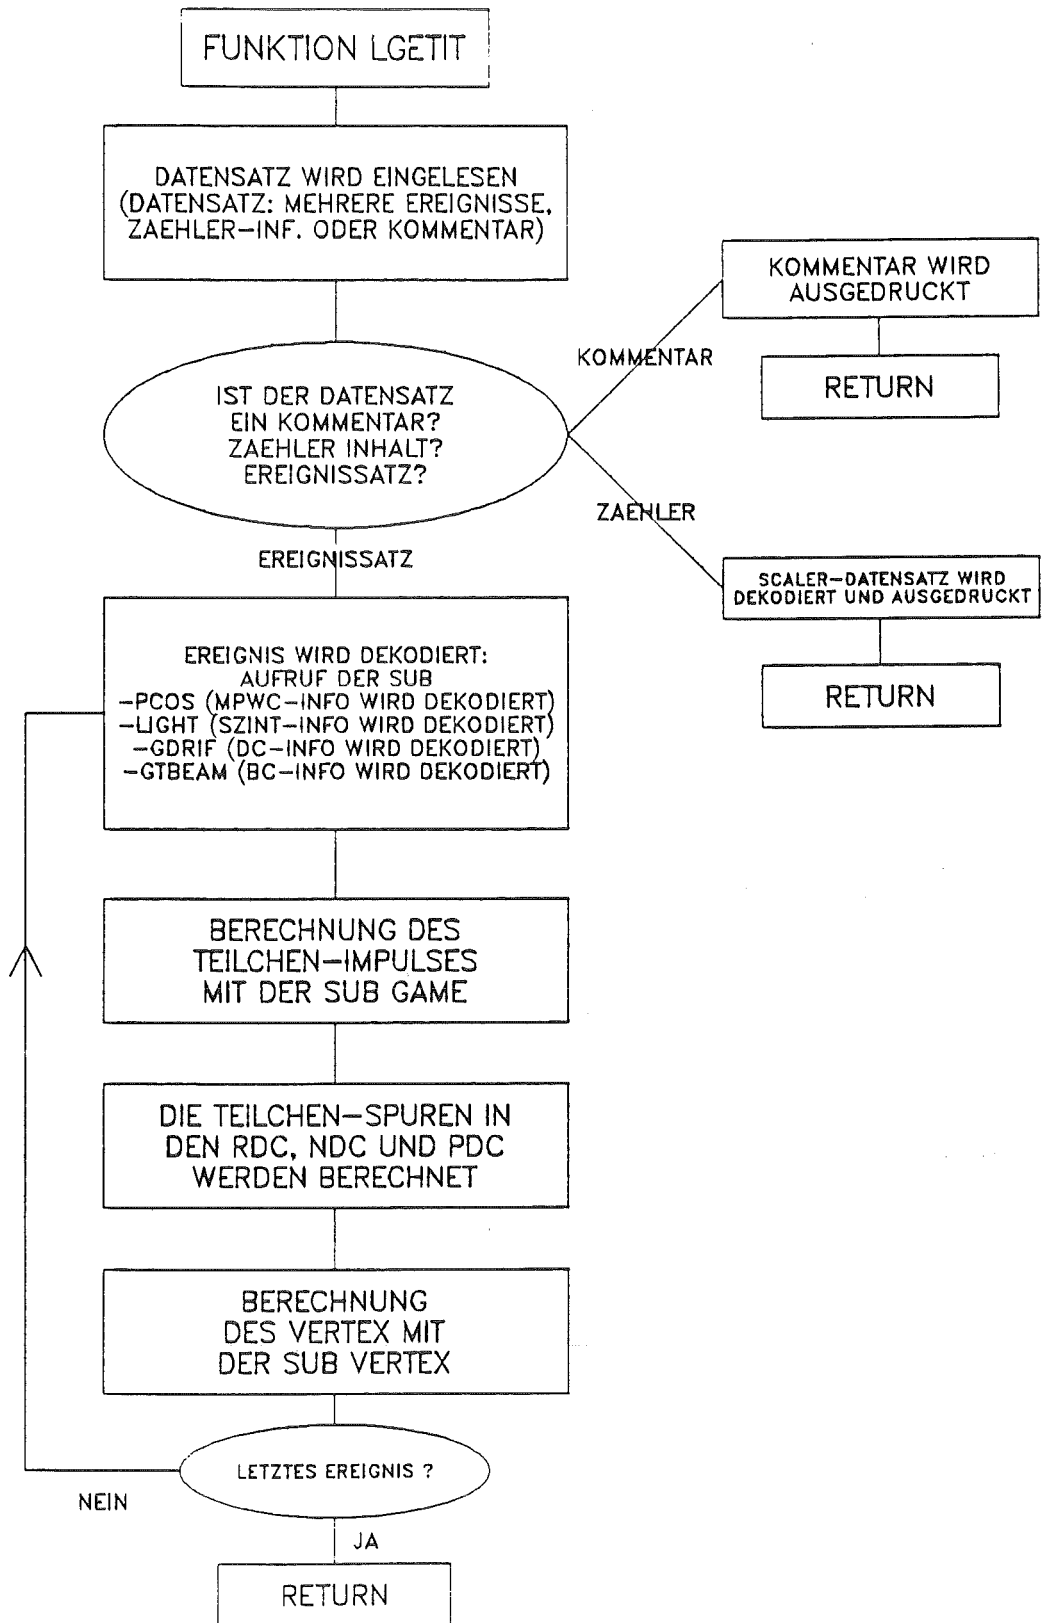 FUNKTION LGETIT
DATENSATZ WIRD EINGELESEN
(DATENSATZ: MEHRERE EREIGNISSE,
ZAEHLER-INF. ODER KOMMENTAR)
IST DER DATENSATZ
EIN KOMMENTAR?
ZAEHLER INHALT?
EREIGNISSATZ?
KOMMENTAR
KOMMENTAR WIRD
AUSGEDRUCKT
RETURN
ZAEHLER
SCALER-DATENSATZ WIRD
DEKODIERT UND AUSGEDRUCKT
RETURN
EREIGNISSATZ
EREIGNIS WIRD DEKODIERT:
AUFRUF DER SUB
-PCOS (MPWC-INFO WIRD DEKODIERT)
-LIGHT (SZINT-INFO WIRD DEKODIERT)
-GDRIF (DC-INFO WIRD DEKODIERT)
-GTBEAM (BC-INFO WIRD DEKODIERT)
BERECHNUNG DES
TEILCHEN-IMPULSES
MIT DER SUB GAME
DIE TEILCHEN-SPUREN IN
DEN RDC, NDC UND PDC
WERDEN BERECHNET
BERECHNUNG
DES VERTEX MIT
DER SUB VERTEX
LETZTES EREIGNIS ?
NEIN
JA
RETURN